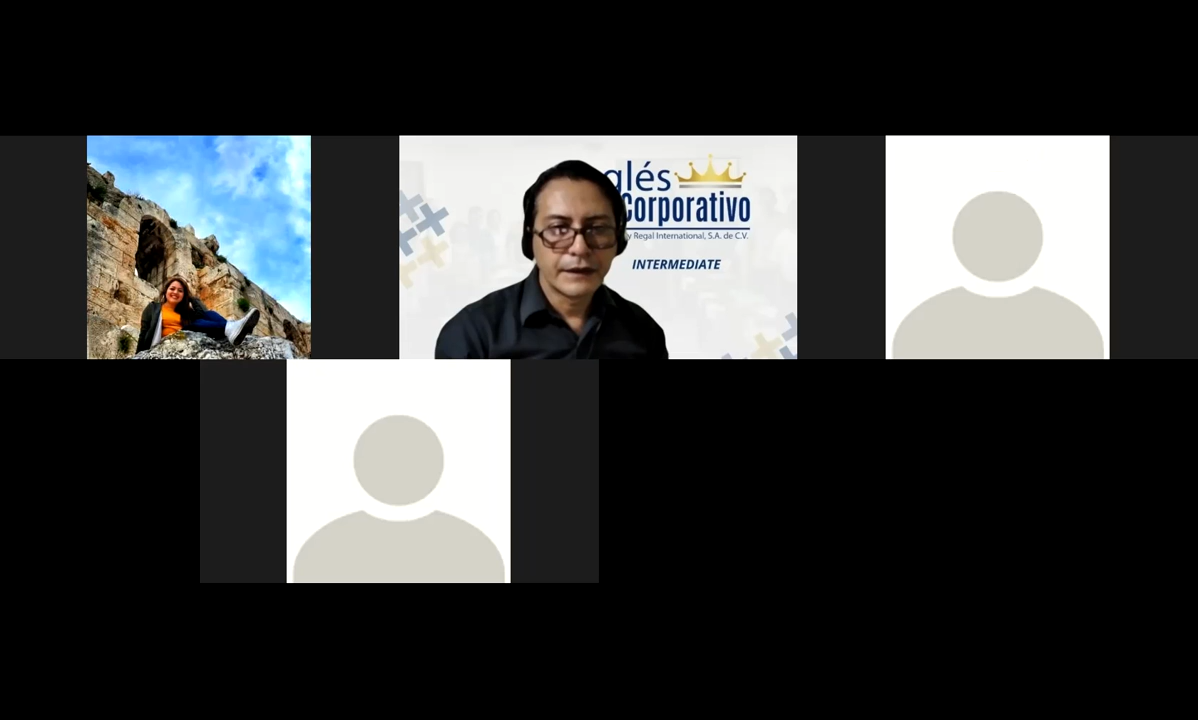 glés
Corporativo
y Regal International, S.A. de C.V.
INTERMEDIATE